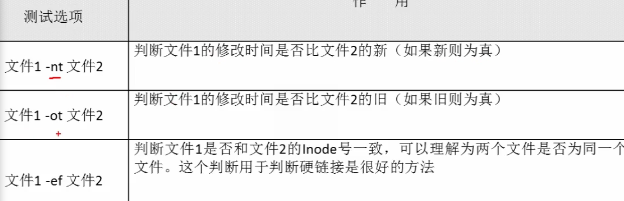 测试选项
作 用
文件1 -nt 文件2
判断文件1的修改时间是否比文件2的新（如果新则为真）
文件1 -ot 文件2
判断文件1的修改时间是否比文件2的旧（如果旧则为真）
文件1 -ef 文件2
判断文件1是否和文件2的Inode号一致，可以理解为两个文件是否为同一个
文件。这个判断用于判断硬链接是很好的方法